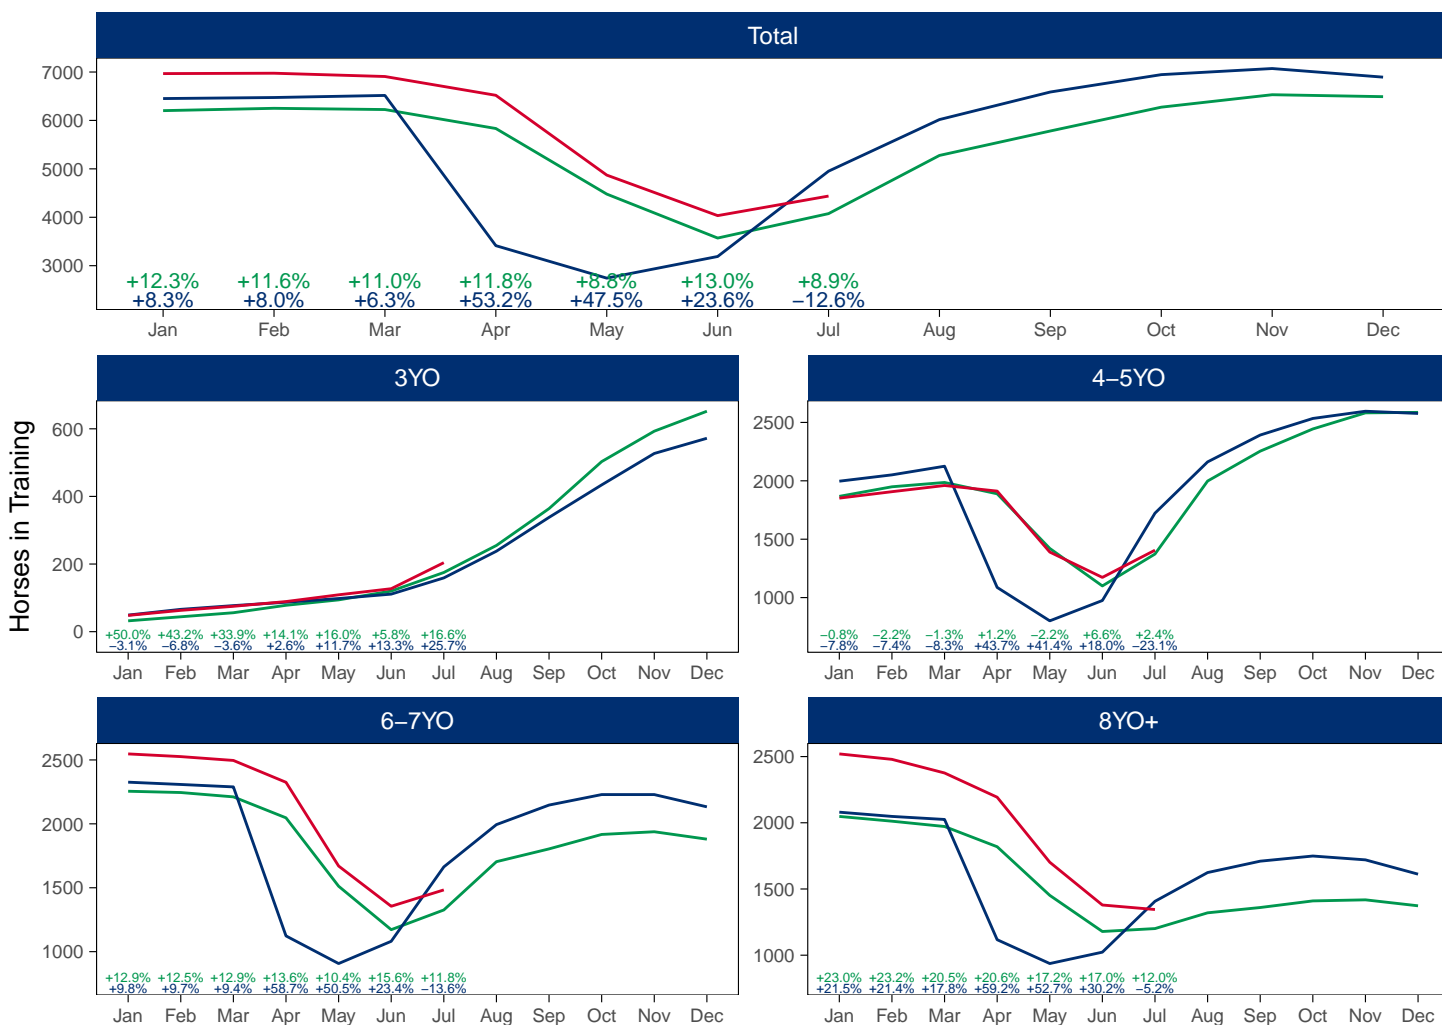 Total
7000
6000
5000
4000
3000
+12.3% +11.6% +11.0% +11.8% +8.8% +13.0% +8.9%
+8.3% +8.0% +6.3% +53.2% +47.5% +23.6% −12.6%
Jan Feb Mar Apr May Jun Jul Aug Sep Oct Nov Dec
Horses in Training
3YO
600
400
200
0
+50.0% +43.2% +33.9% +14.1% +16.0% +5.8% +16.6%
−3.1% −6.8% −3.6% +2.6% +11.7% +13.3% +25.7%
Jan Feb Mar Apr May Jun Jul Aug Sep Oct Nov Dec
4−5YO
2500
2000
1500
1000
−0.8% −2.2% −1.3% +1.2% −2.2% +6.6% +2.4%
−7.8% −7.4% −8.3% +43.7% +41.4% +18.0% −23.1%
Jan Feb Mar Apr May Jun Jul Aug Sep Oct Nov Dec
6−7YO
2500
2000
1500
1000
+12.9% +12.5% +12.9% +13.6% +10.4% +15.6% +11.8%
+9.8% +9.7% +9.4% +58.7% +50.5% +23.4% −13.6%
Jan Feb Mar Apr May Jun Jul Aug Sep Oct Nov Dec
8YO+
2500
2000
1500
1000
+23.0% +23.2% +20.5% +20.6% +17.2% +17.0% +12.0%
+21.5% +21.4% +17.8% +59.2% +52.7% +30.2% −5.2%
Jan Feb Mar Apr May Jun Jul Aug Sep Oct Nov Dec